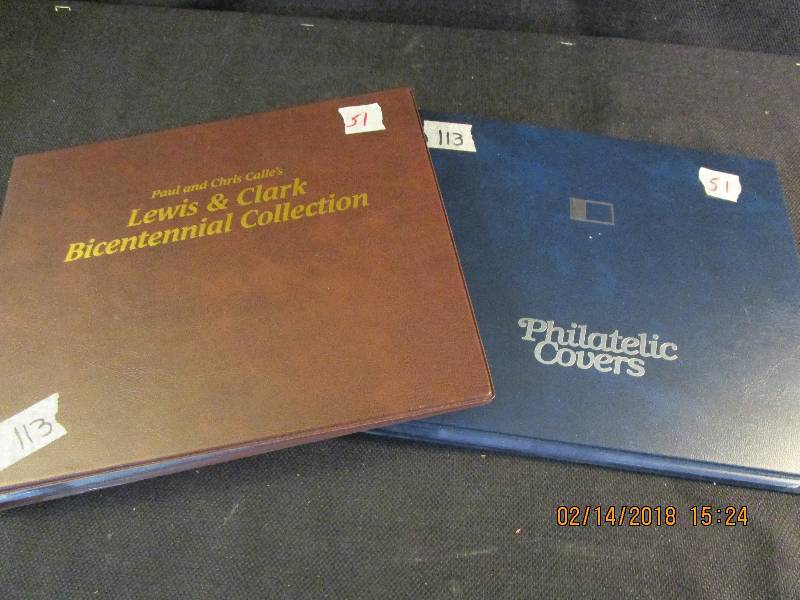 51
Paul and Chris Calle's
Lewis & Clark
Bicentennial Collection
113
113
51
Philatelic
Covers
02/14/2018 15:24